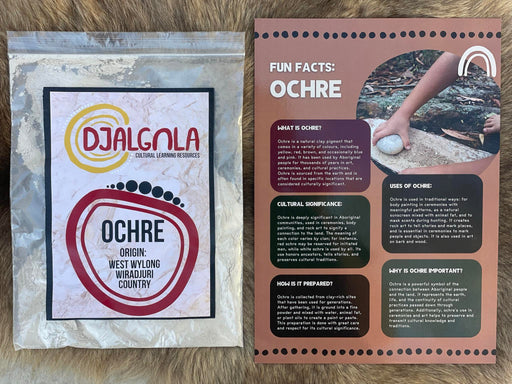 DJALGNLA
CULTURAL LEARNING RESOURCES
OCHRE
ORIGIN:
WEST WYLONG
WIRADJURI
COUNTRY
FUN FACTS:
OCHRE
WHAT IS OCHRE?
Ochre is a natural clay pigment that
comes in a variety of colours, including
yellow, red, brown, and occasionally blue
and pink. It has been used by Aboriginal
people for thousands of years in art,
ceremonies, and cultural practices.
Ochre is sourced from the earth and is
often found in specific locations that are
considered culturally significant.
CULTURAL SIGNIFICANCE:
Ochre is deeply significant in Aboriginal
communities, used in ceremonies, body
painting, and rock art to signify a
connection to the land. The meaning of
each color varies by clan; for instance,
red ochre may be reserved for initiated
men, while white ochre is used by all. Its
use honors ancestors, tells stories, and
preserves cultural traditions.
HOW IS IT PREPARED?
Ochre is collected from clay-rich sites
that have been used for generations.
After gathering, it is ground into a fine
powder and mixed with water, animal fat,
or plant oils to create a paint or paste.
This preparation is done with great care
and respect for its cultural significance.
USES OF OCHRE:
Ochre is used in traditional ways: for
body painting in ceremonies with
meaningful patterns, as a natural
sunscreen mixed with animal fat, and to
mask scents during hunting. It creates
rock art to tell stories and mark places,
and is essential in ceremonies to mark
people and objects. It is also used in art
on bark and wood.
WHY IS OCHRE IMPORTANT?
Ochre is a powerful symbol of the
connection between Aboriginal people
and the land. It represents the earth,
life, and the continuity of cultural
practices passed down through
generations. Additionally, ochre's use in
ceremonies and art helps to preserve and
transmit cultural knowledge and
traditions.